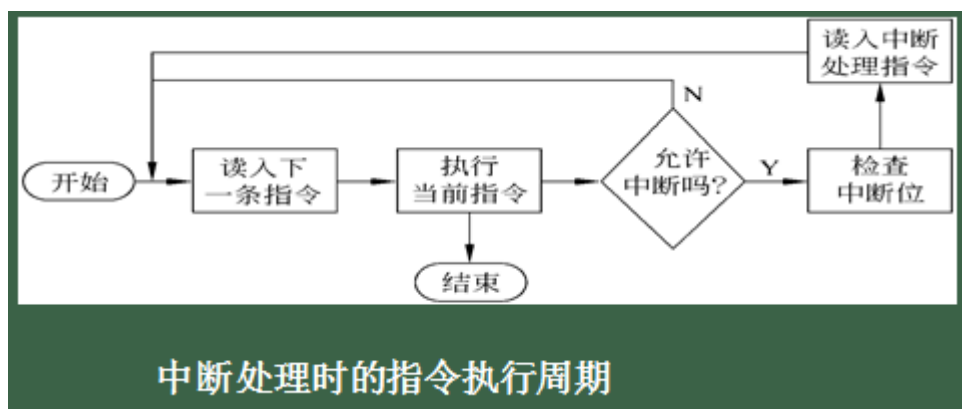 读入中断
处理指令
N
开始
读入下
一条指令
执行
当前指令
允许
中断吗?
Y
检查
中断位
结束
中断处理时的指令执行周期